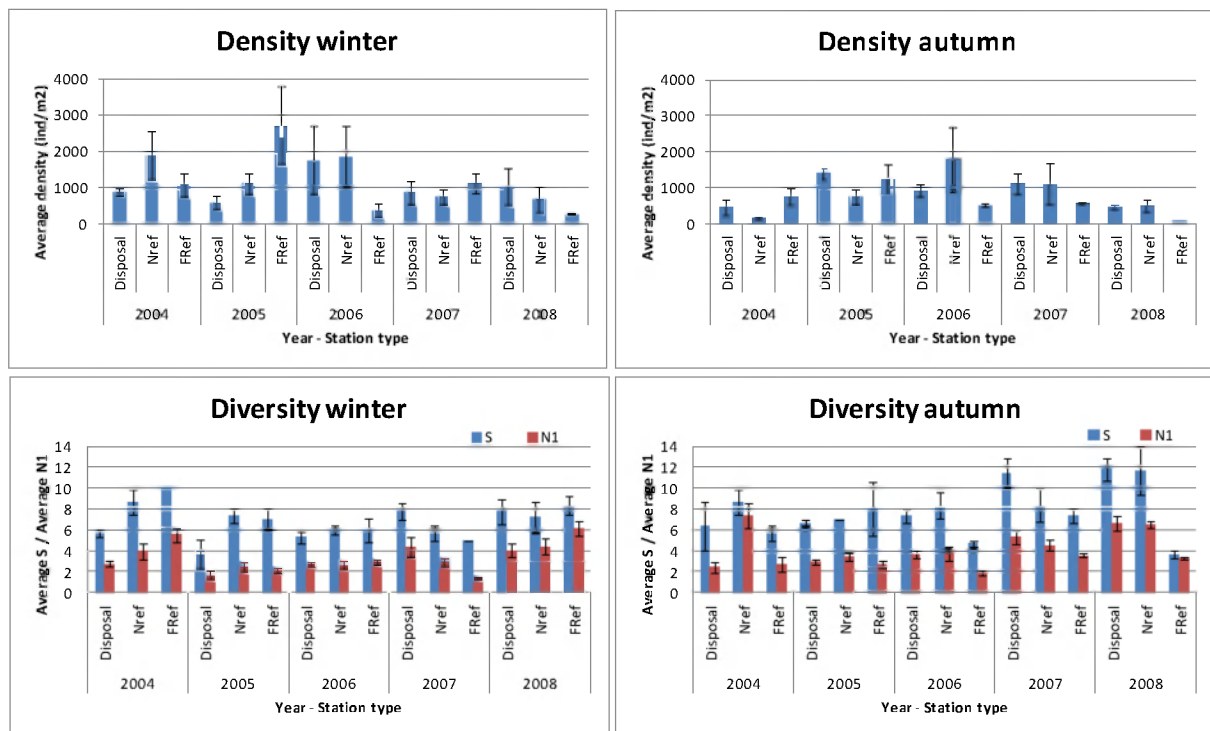 Density winter
Average density (ind/m2)
4000
3000
2000
1000
0
Disposal Nref FRef Disposal Nref FRef Disposal Nref FRef Disposal Nref FRef Disposal Nref FRef
2004 2005 2006 2007 2008
Year - Station type
Density autumn
Average density (ind/m2)
4000
3000
2000
1000
0
Disposal Nref FRef Disposal Nref FRef Disposal Nref FRef Disposal Nref FRef Disposal Nref FRef
2004 2005 2006 2007 2008
Year - Station type
Diversity winter
S N1
Average S / Average N1
14
12
10
8
6
4
2
0
Disposal Nref FRef Disposal Nref FRef Disposal Nref FRef Disposal Nref FRef Disposal Nref FRef
2004 2005 2006 2007 2008
Year - Station type
Diversity autumn
S N1
Average S / Average N1
14
12
10
8
6
4
2
0
Disposal Nref FRef Disposal Nref FRef Disposal Nref FRef Disposal Nref FRef Disposal Nref FRef
2004 2005 2006 2007 2008
Year - Station type